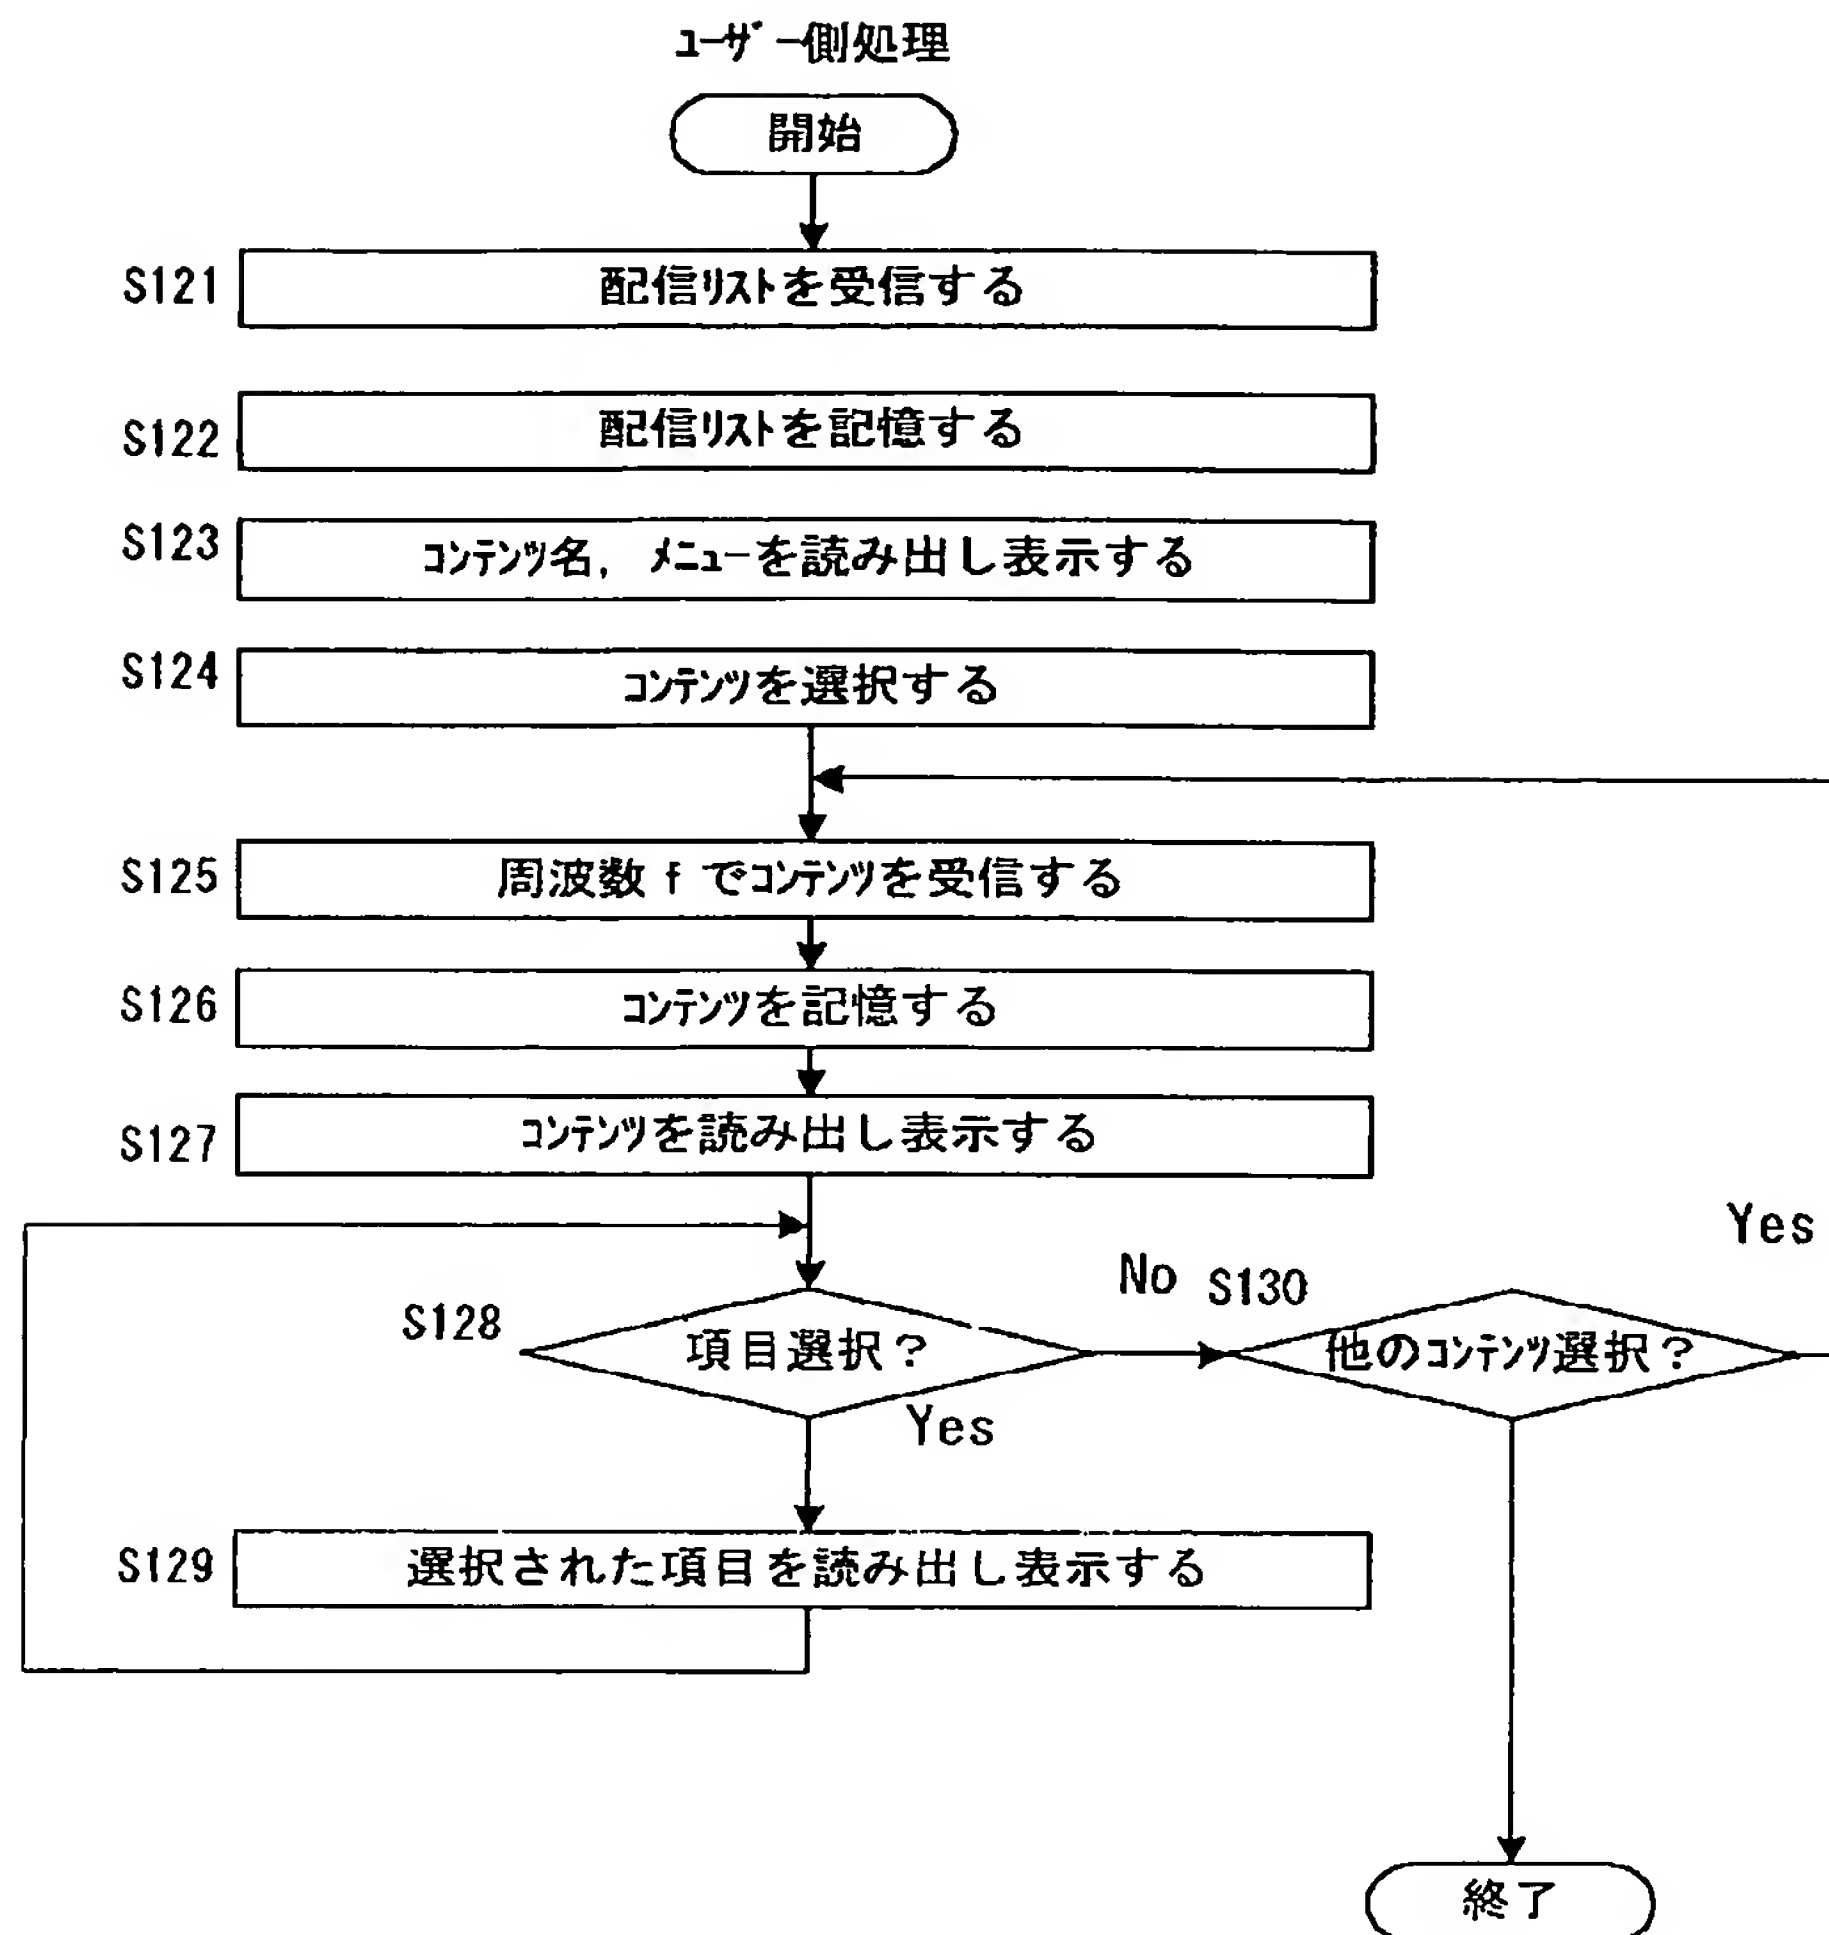 ﾕｰｻﾞｰ側処理
開始
S121 配信ﾘｽﾄを受信する
S122 配信ﾘｽﾄを記憶する
S123 ｺﾝﾃﾝﾂ名，ﾒﾆｭｰを読み出し表示する
S124 ｺﾝﾃﾝﾂを選択する
S125 周波数 f でｺﾝﾃﾝﾂを受信する
S126 ｺﾝﾃﾝﾂを記憶する
S127 ｺﾝﾃﾝﾂを読み出し表示する
Yes
No S130
S128 項目選択？ 他のｺﾝﾃﾝﾂ選択？
Yes
S129 選択された項目を読み出し表示する
終了